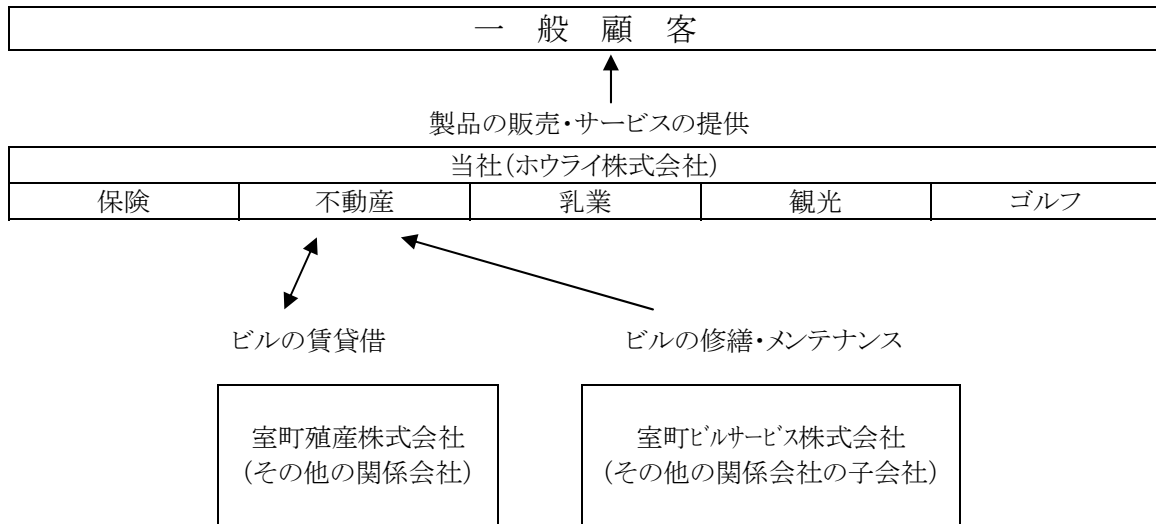 一 般 顧 客
製品の販売・サービスの提供
当社(ホウライ株式会社)
保険 不動産 乳業 観光 ゴルフ
ビルの賃貸借 ビルの修繕・メンテナンス
室町殖産株式会社
(その他の関係会社)
室町ビルサービス株式会社
(その他の関係会社の子会社)